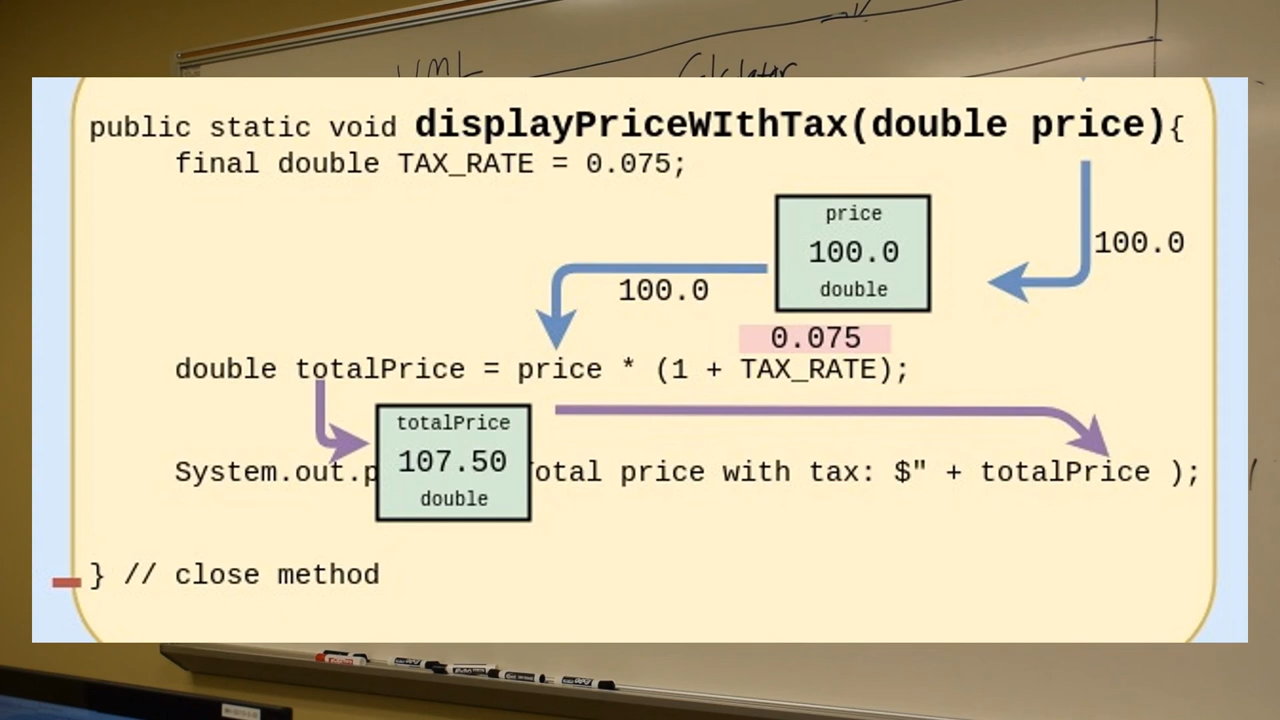 UML Calclator
public static void displayPriceWIthTax(double price){
final double TAX_RATE = 0.075;
price
100.0
double
100.0
100.0
0.075
double totalPrice = price * (1 + TAX_RATE);
totalPrice
107.50
double
System.out.p otal price with tax: $" + totalPrice );
} // close method